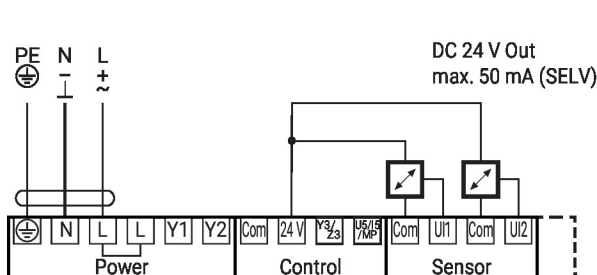 PE N L
DC 24 V Out
max. 50 mA (SELV)
N L L Y1 Y2 Com 24 V Y3/Z3 U5/I5/MP Com UI1 Com UI2
Power Control Sensor